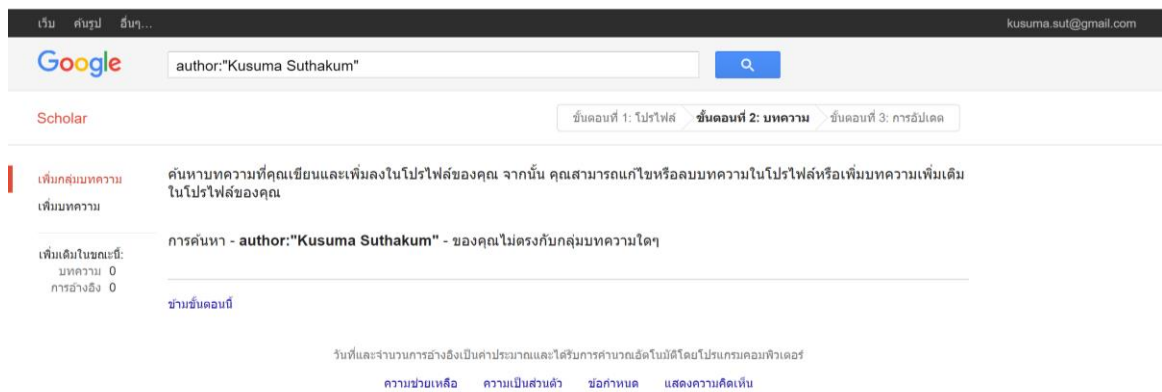 เว็บ ค้นรูป อื่นๆ... kusuma.sut@gmail.com
Google author:"Kusuma Suthakum"
Scholar ขั้นตอนที่ 1: โปรไฟล์ ขั้นตอนที่ 2: บทความ ขั้นตอนที่ 3: การอัปเดต
เพิ่มกลุ่มบทความ
เพิ่มบทความ
เพิ่มเติมในขณะนี้:
บทความ 0
การอ้างอิง 0
ค้นหาบทความที่คุณเขียนและเพิ่มลงในโปรไฟล์ของคุณ จากนั้น คุณสามารถแก้ไขหรือลบบทความในโปรไฟล์หรือเพิ่มบทความเพิ่มเติม
ในโปรไฟล์ของคุณ
การค้นหา - author:"Kusuma Suthakum" - ของคุณไม่ตรงกับกลุ่มบทความใดๆ
ข้ามขั้นตอนนี้
วันที่และจำนวนการอ้างอิงเป็นค่าประมาณและได้รับการคำนวณอัตโนมัติโดยโปรแกรมคอมพิวเตอร์
ความช่วยเหลือ ความเป็นส่วนตัว ข้อกำหนด แสดงความคิดเห็น